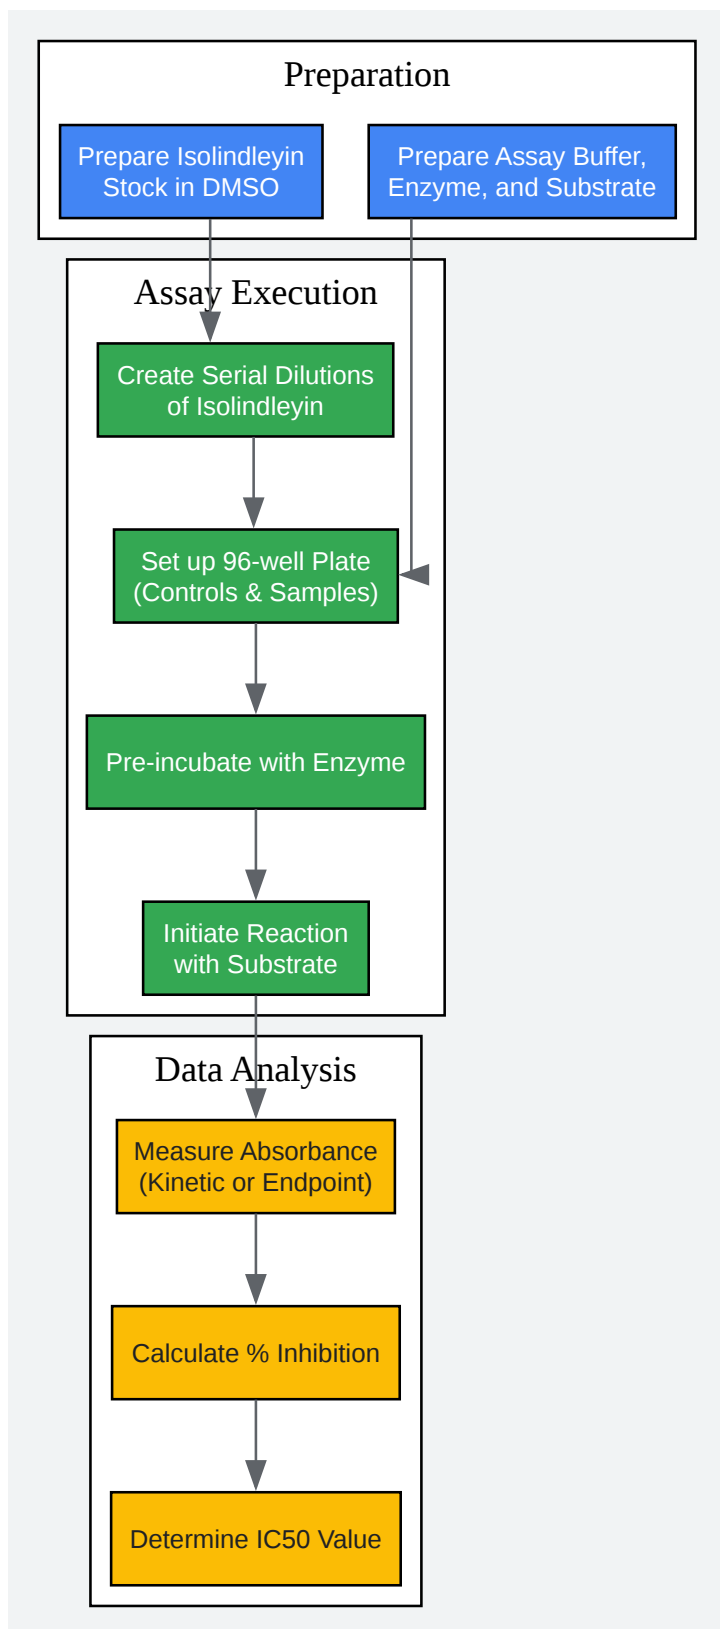 Preparation
Prepare Isolindleyin
Stock in DMSO
Prepare Assay Buffer,
Enzyme, and Substrate
Assay Execution
Create Serial Dilutions
of Isolindleyin
Set up 96-well Plate
(Controls & Samples)
Pre-incubate with Enzyme
Initiate Reaction
with Substrate
Data Analysis
Measure Absorbance
(Kinetic or Endpoint)
Calculate % Inhibition
Determine IC50 Value